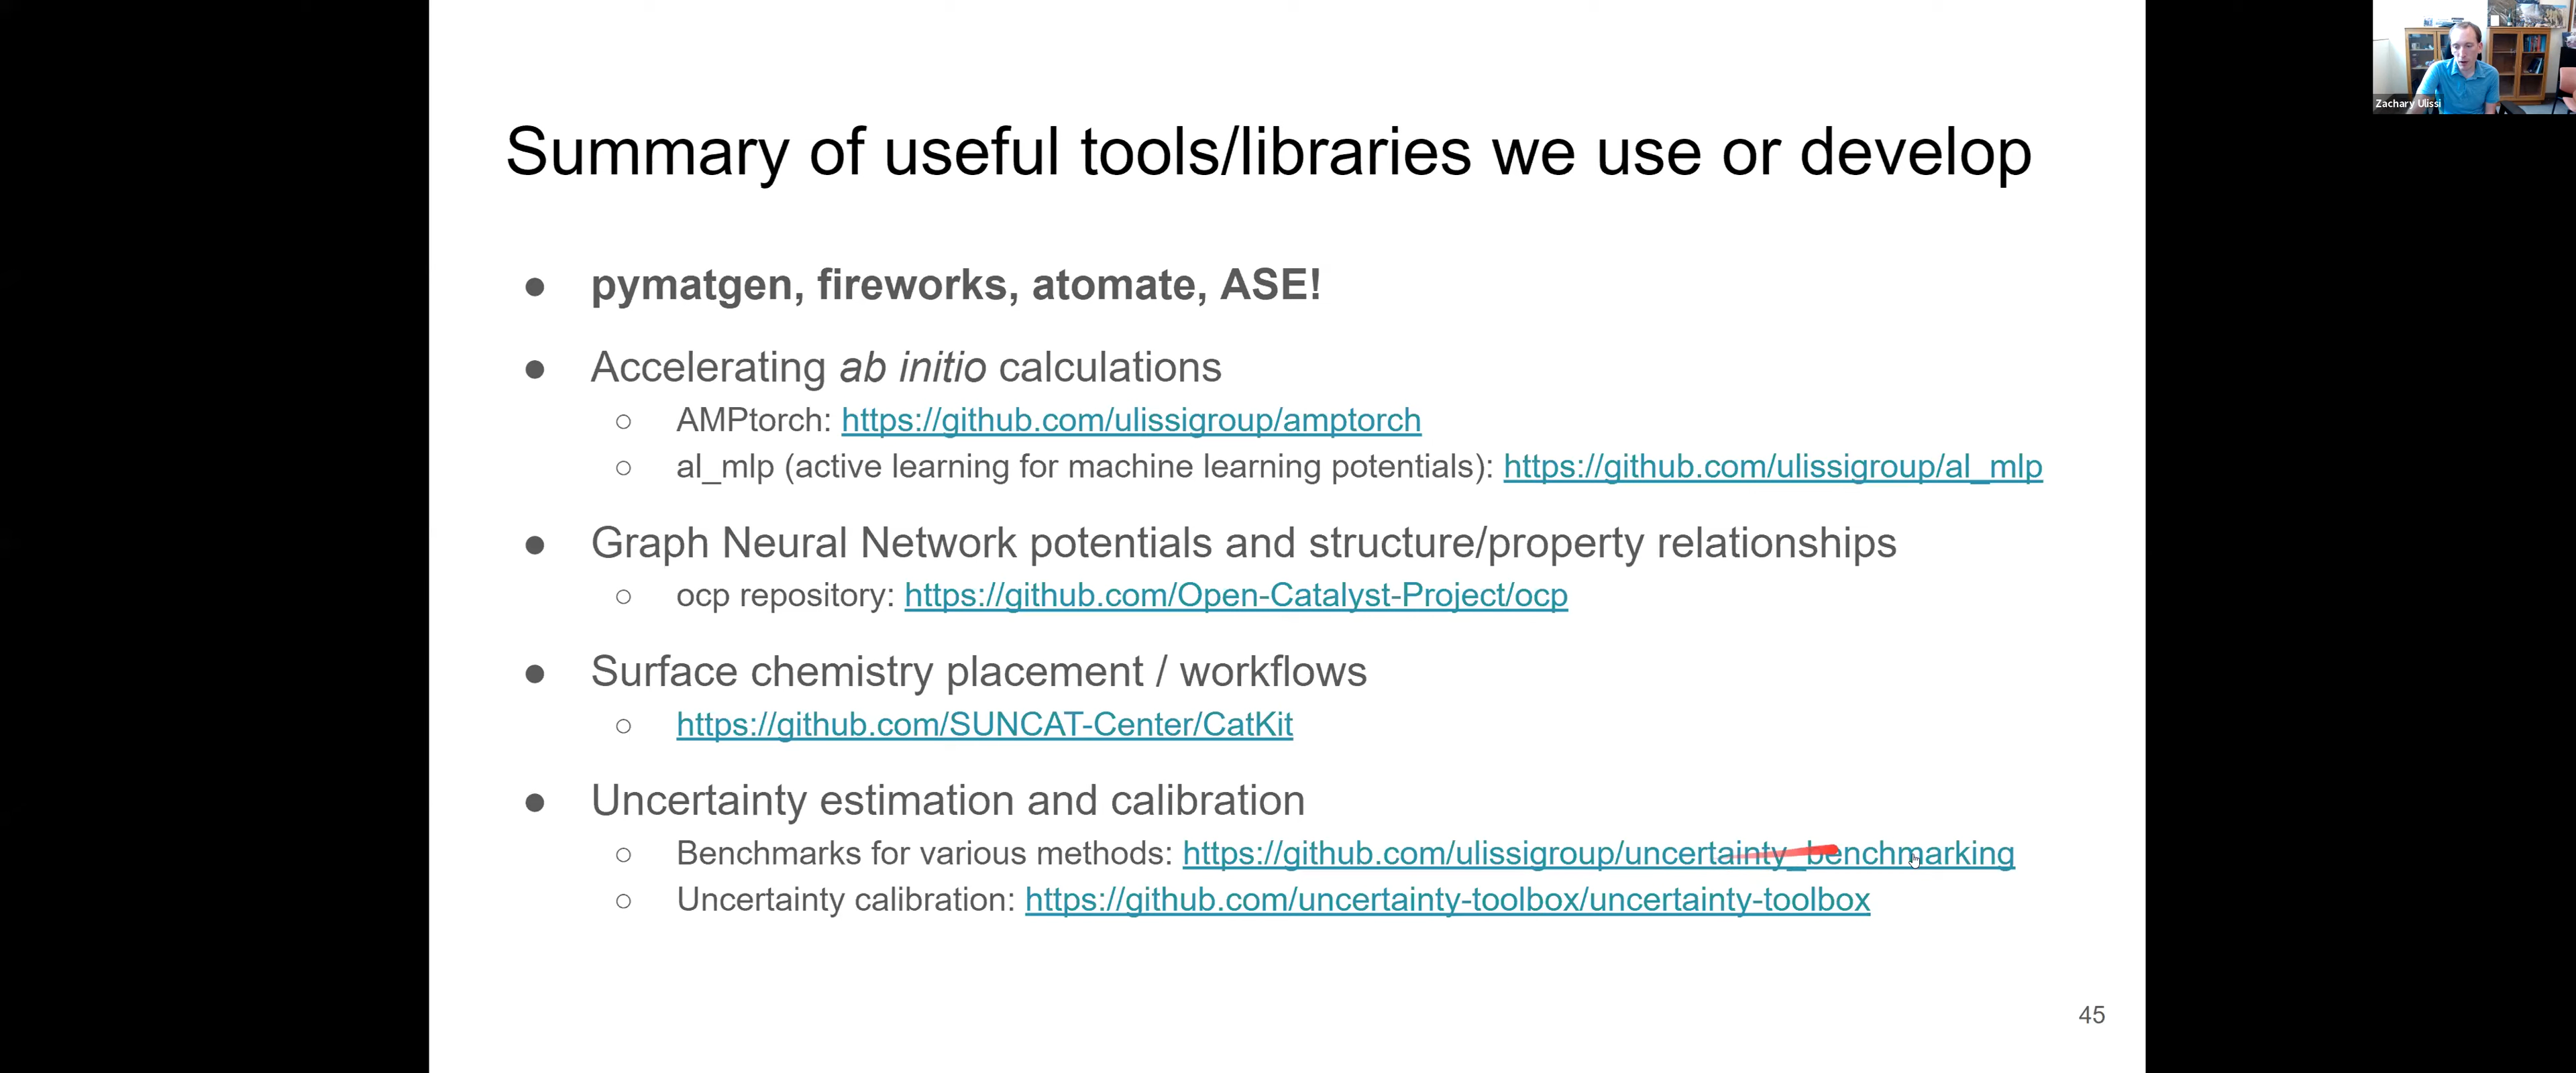 Zachary Ulissi
Summary of useful tools/libraries we use or develop
● pymatgen, fireworks, atomate, ASE!
● Accelerating ab initio calculations
○ AMPtorch: https://github.com/ulissigroup/amptorch
○ al_mlp (active learning for machine learning potentials): https://github.com/ulissigroup/al_mlp
● Graph Neural Network potentials and structure/property relationships
○ ocp repository: https://github.com/Open-Catalyst-Project/ocp
● Surface chemistry placement / workflows
○ https://github.com/SUNCAT-Center/CatKit
● Uncertainty estimation and calibration
○ Benchmarks for various methods: https://github.com/ulissigroup/uncertainty_benchmarking
○ Uncertainty calibration: https://github.com/uncertainty-toolbox/uncertainty-toolbox
45